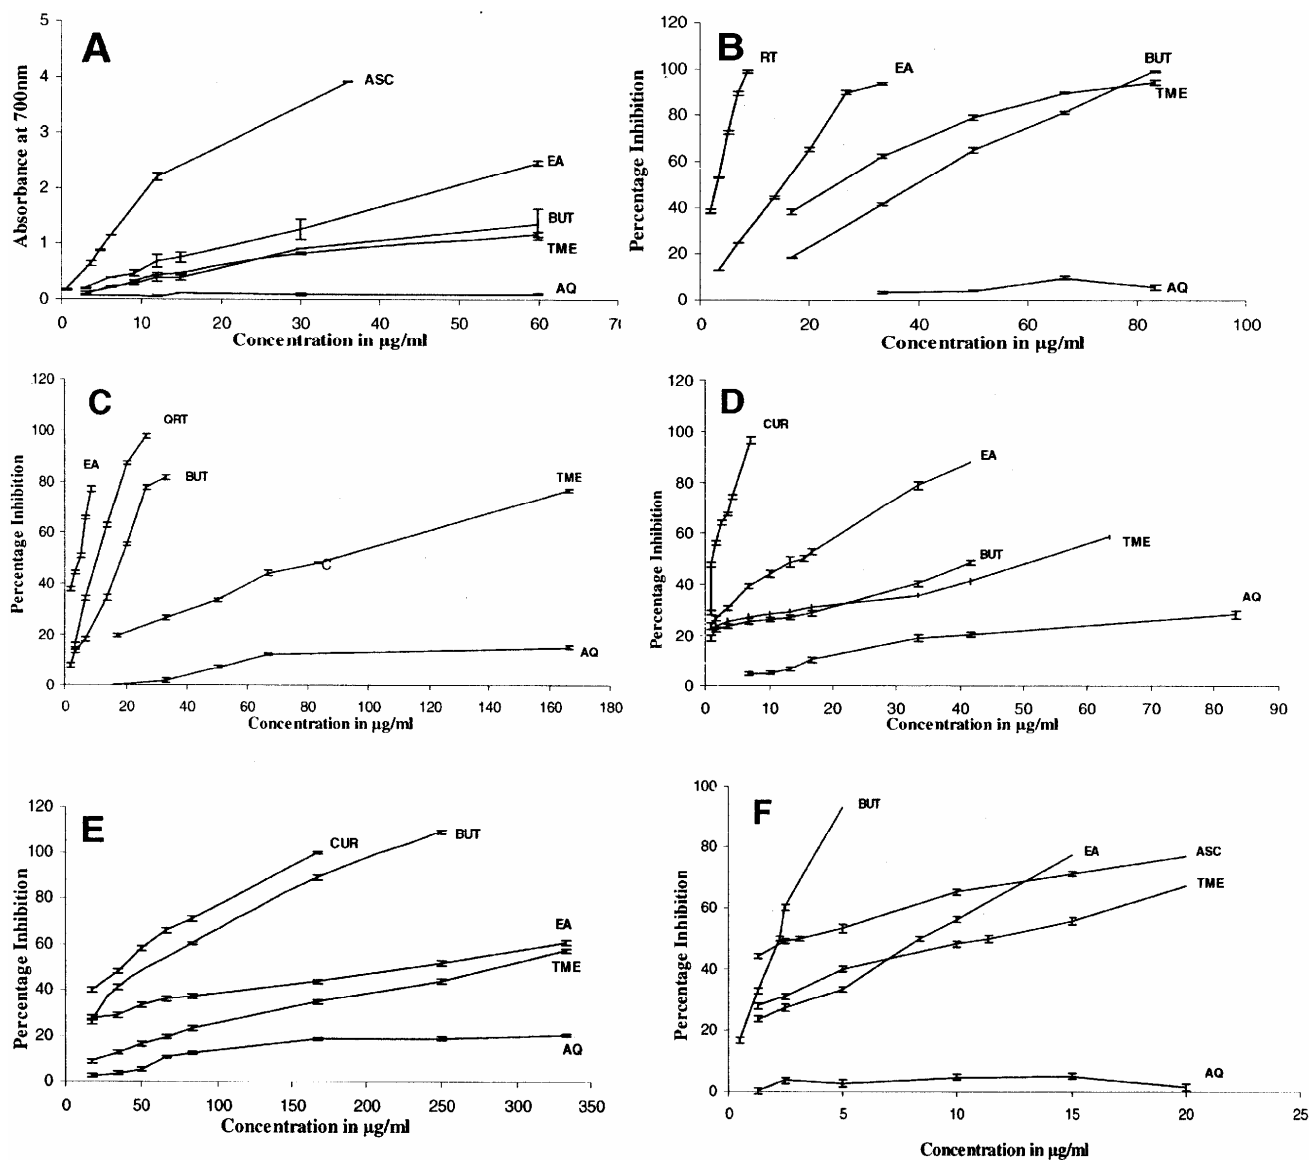 A
Absorbance at 700nm
5
4
3
2
1
0
0 10 20 30 40 50 60
Concentration in µg/ml
ASC
EA
BUT
TME
AQ
B
Percentage Inhibition
120
100
80
60
40
20
0
0 20 40 60 80 100
Concentration in µg/ml
RT
EA
BUT
TME
AQ
C
Percentage Inhibition
120
100
80
60
40
20
0
0 20 40 60 80 100 120 140 160 180
Concentration in µg/ml
EA
QRT
BUT
TME
C
AQ
D
Percentage Inhibition
120
100
80
60
40
20
0
0 10 20 30 40 50 60 70 80 90
Concentration in µg/ml
CUR
EA
BUT
TME
AQ
E
Percentage Inhibition
120
100
80
60
40
20
0
0 50 100 150 200 250 300 350
Concentration in µg/ml
CUR
BUT
EA
TME
AQ
F
Percentage Inhibition
100
80
60
40
20
0
0 5 10 15 20 25
Concentration in µg/ml
BUT
EA
ASC
TME
AQ